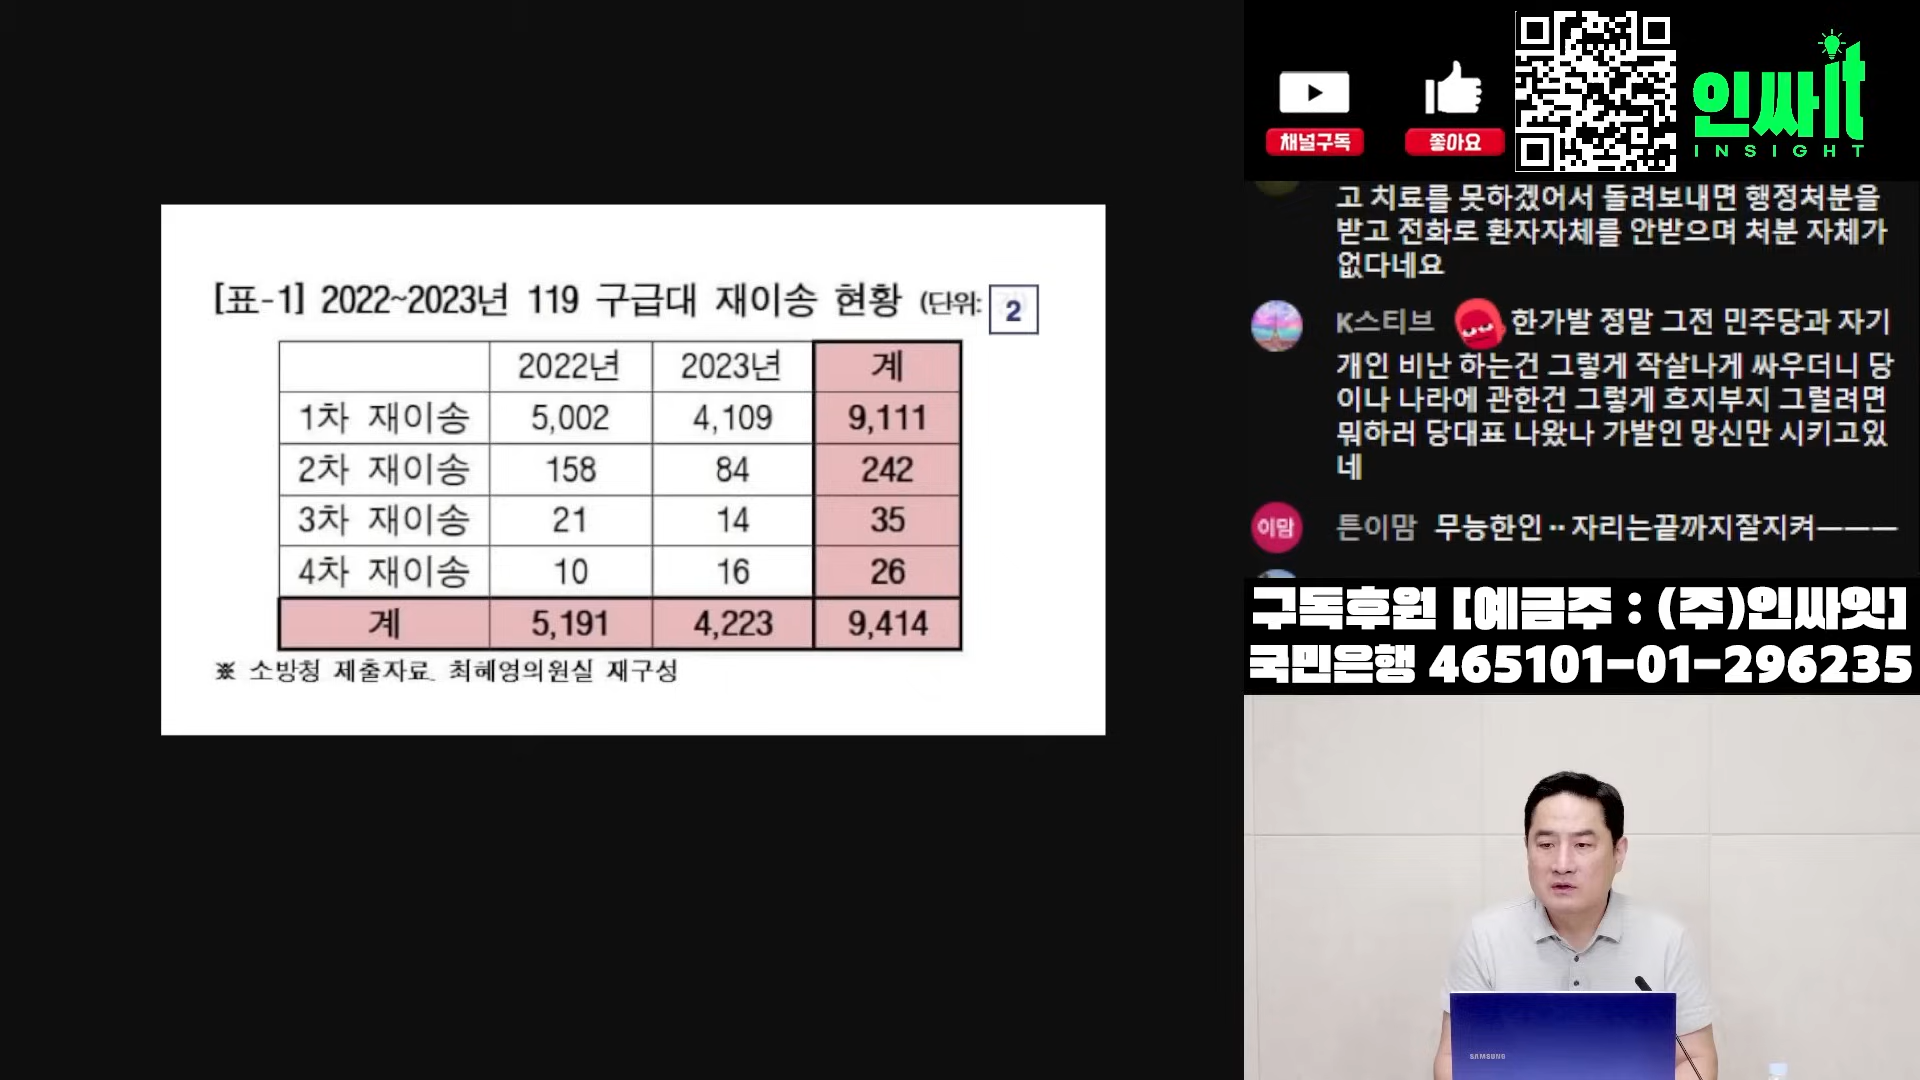 [표-1] 2022~2023년 119 구급대 재이송 현황 (단위:
2
2022년 2023년 계
1차 재이송 5,002 4,109 9,111
2차 재이송 158 84 242
3차 재이송 21 14 35
4차 재이송 10 16 26
계 5,191 4,223 9,414
※ 소방청 제출자료. 최혜영의원실 재구성
채널구독
좋아요
인싸it
INSIGHT
고 치료를 못하겠어서 돌려보내면 행정처분을
받고 전화로 환자자체를 안받으며 처분 자체가
없다네요
K스티브 한가발 정말 그전 민주당과 자기
개인 비난 하는건 그렇게 작살나게 싸우더니 당
이나 나라에 관한건 그렇게 흐지부지 그럴려면
뭐하러 당대표 나왔나 가발인 망신만 시키고있
네
이맘
튼이맘 무능한인··자리는끝까지잘지켜ㅡㅡㅡ
구독후원 [예금주 : (주)인싸잇]
국민은행 465101-01-296235
SAMSUNG